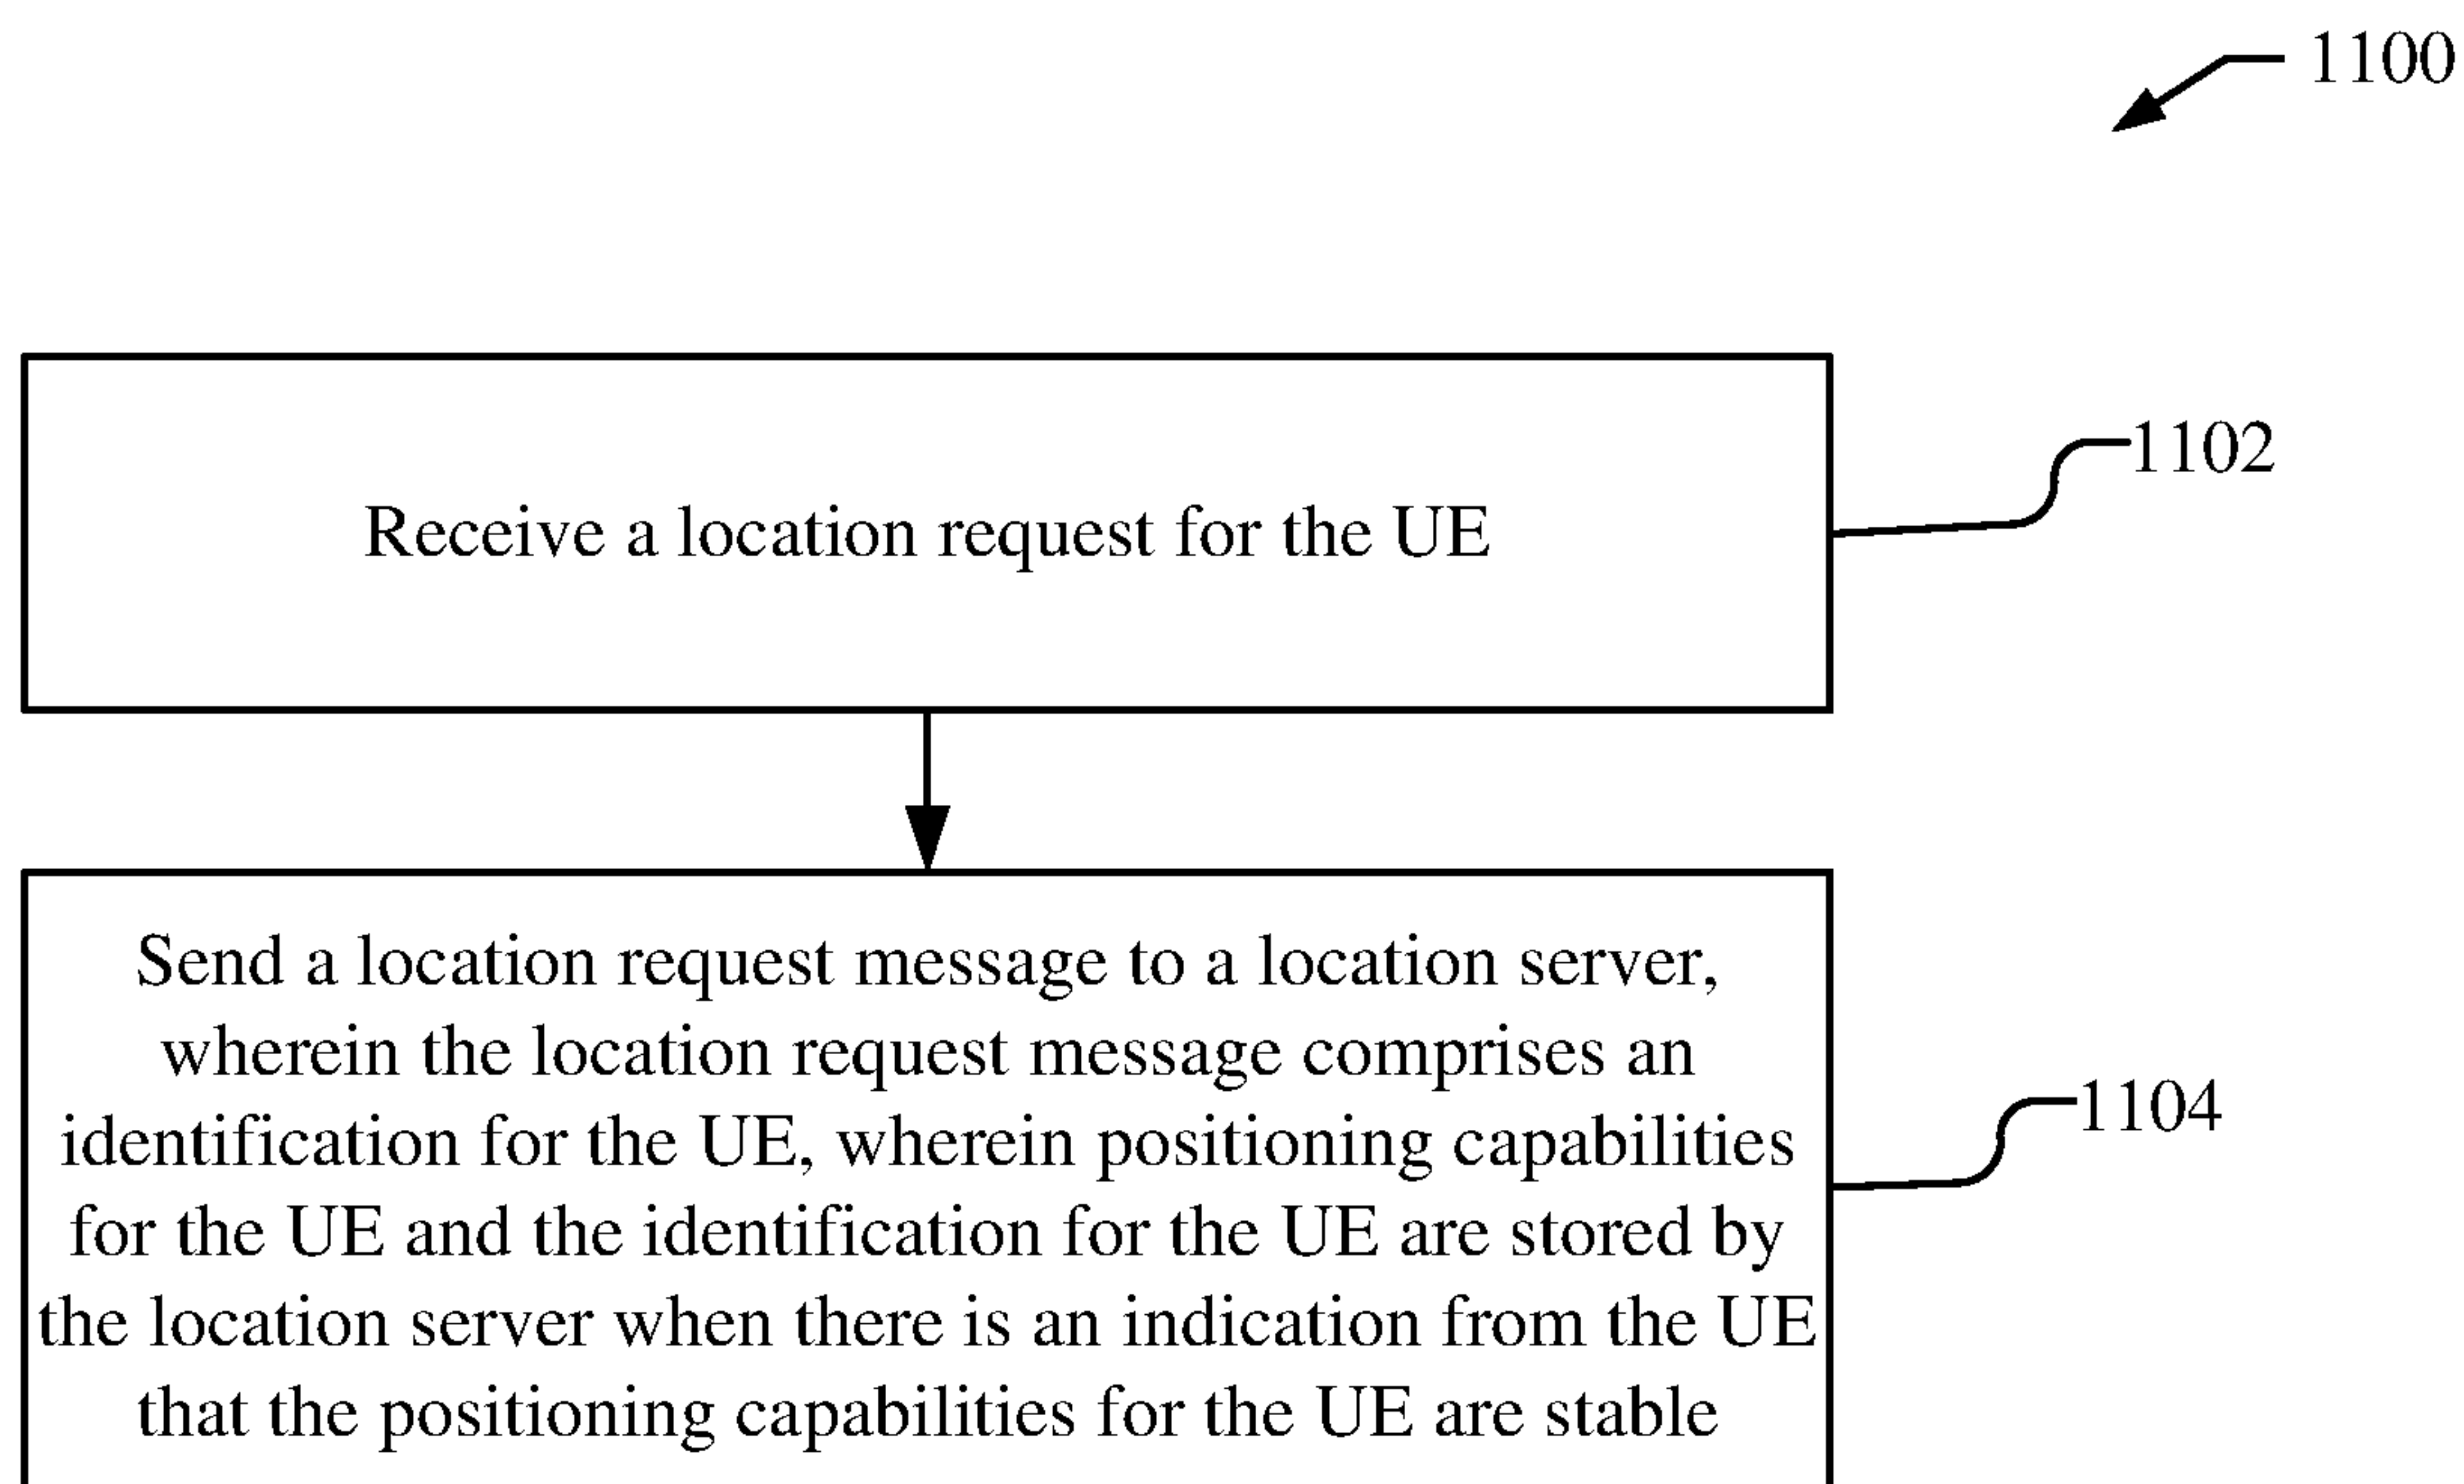 1100
Receive a location request for the UE
1102
Send a location request message to a location server,
wherein the location request message comprises an
identification for the UE, wherein positioning capabilities
for the UE and the identification for the UE are stored by
the location server when there is an indication from the UE
that the positioning capabilities for the UE are stable
1104